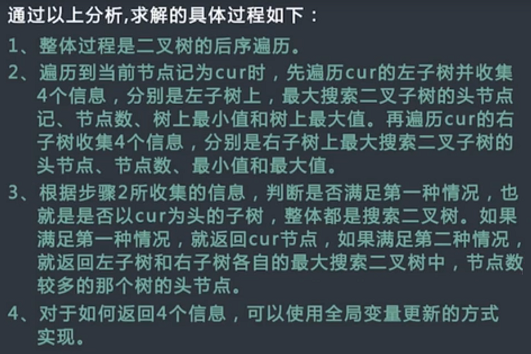 通过以上分析,求解的具体过程如下：
1、整体过程是二叉树的后序遍历。
2、遍历到当前节点记为cur时，先遍历cur的左子树并收集
4个信息，分别是左子树上，最大搜索二叉子树的头节点
记、节点数、树上最小值和树上最大值。再遍历cur的右
子树收集4个信息，分别是右子树上最大搜索二叉子树的
头节点、节点数、最小值和最大值。
3、根据步骤2所收集的信息，判断是否满足第一种情况，也
就是是否以cur为头的子树，整体都是搜索二叉树。如果
满足第一种情况，就返回cur节点，如果满足第二种情况，
就返回左子树和右子树各自的最大搜索二叉树中，节点数
较多的那个树的头节点。
4、对于如何返回4个信息，可以使用全局变量更新的方式
实现。